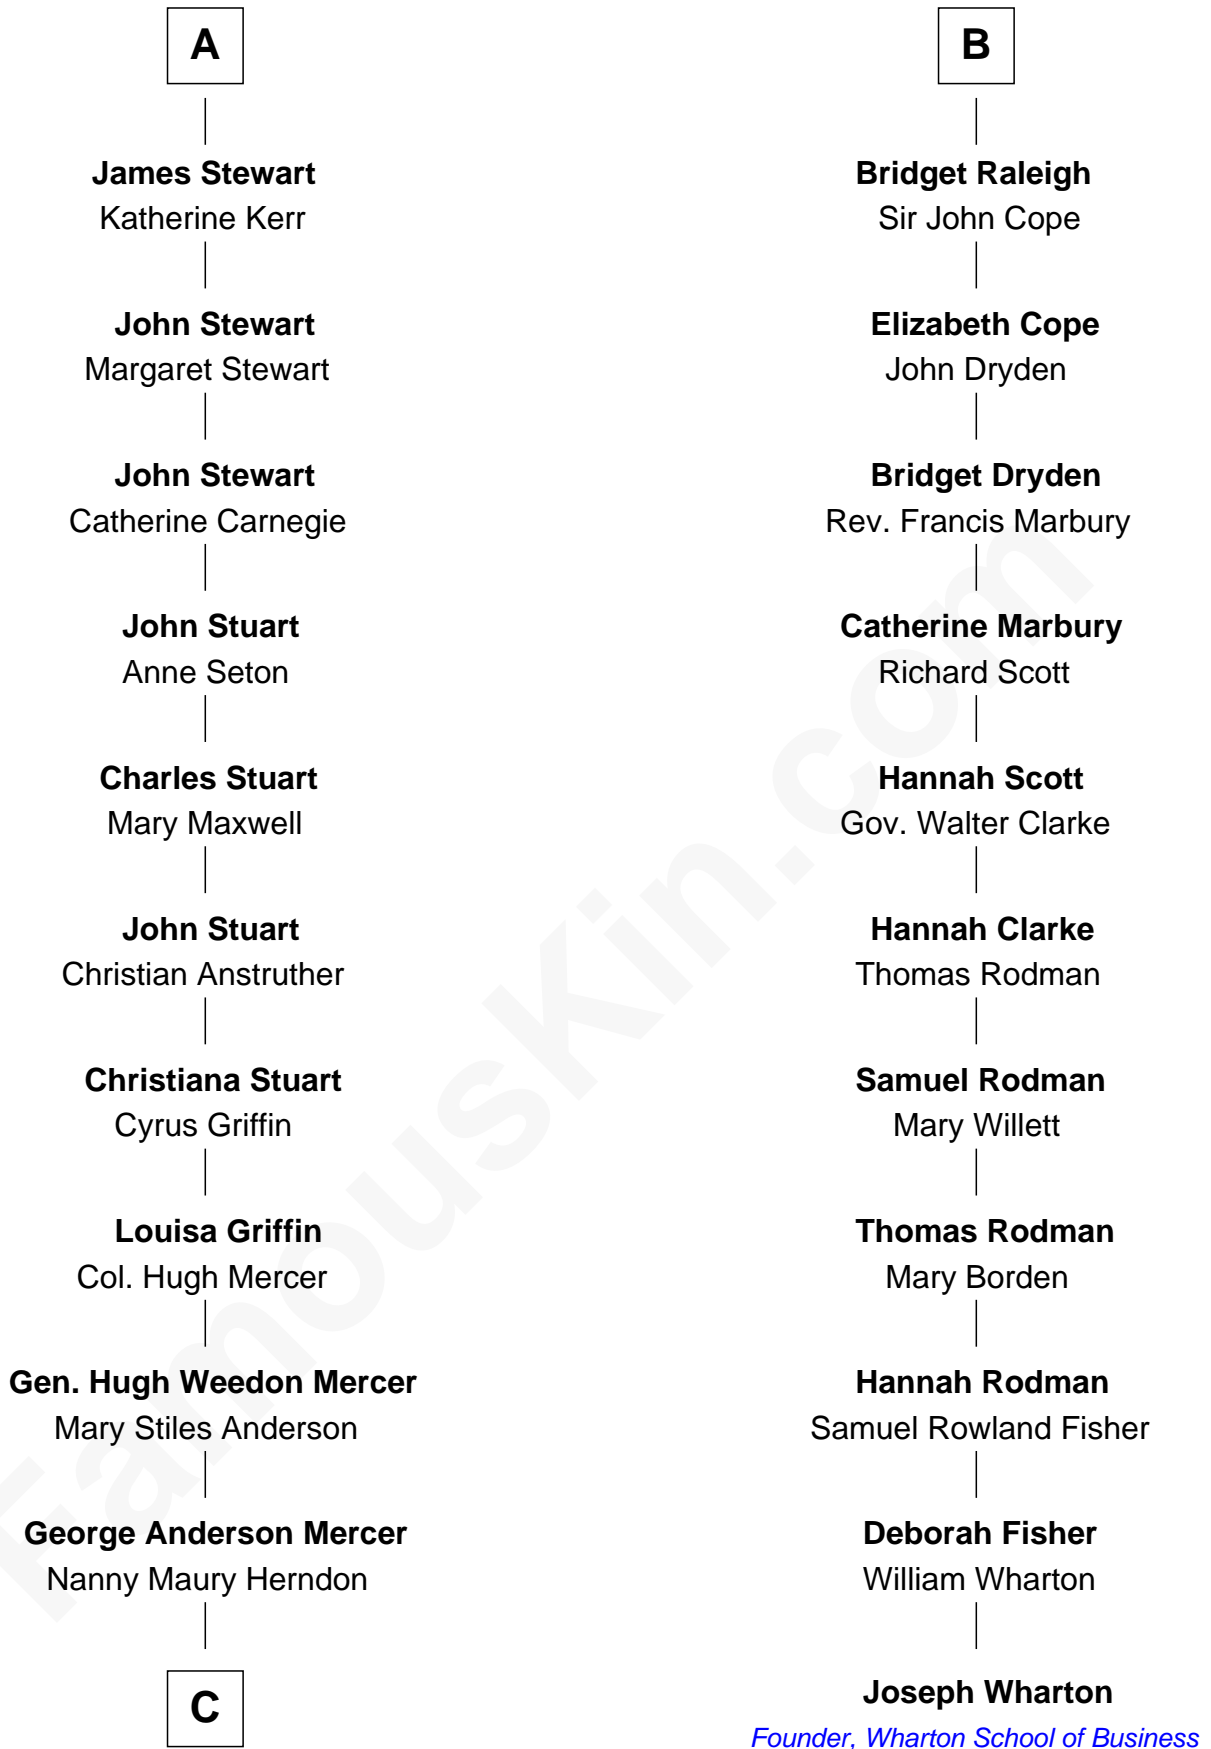 A
James Stewart
Katherine Kerr
John Stewart
Margaret Stewart
John Stewart
Catherine Carnegie
John Stuart
Anne Seton
Charles Stuart
Mary Maxwell
John Stuart
Christian Anstruther
Christiana Stuart
Cyrus Griffin
Louisa Griffin
Col. Hugh Mercer
Gen. Hugh Weedon Mercer
Mary Stiles Anderson
George Anderson Mercer
Nanny Maury Herndon
C
B
Bridget Raleigh
Sir John Cope
Elizabeth Cope
John Dryden
Bridget Dryden
Rev. Francis Marbury
Catherine Marbury
Richard Scott
Hannah Scott
Gov. Walter Clarke
Hannah Clarke
Thomas Rodman
Samuel Rodman
Mary Willett
Thomas Rodman
Mary Borden
Hannah Rodman
Samuel Rowland Fisher
Deborah Fisher
William Wharton
Joseph Wharton
Founder, Wharton School of Business
FamousKin.com